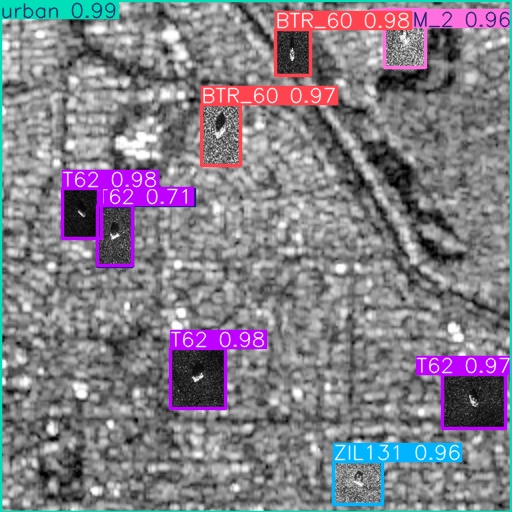 urban 0.99
BTR_60 0.98
M_2 0.96
BTR_60 0.97
T62 0.98
T62 0.71
T62 0.98
T62 0.97
ZIL131 0.96